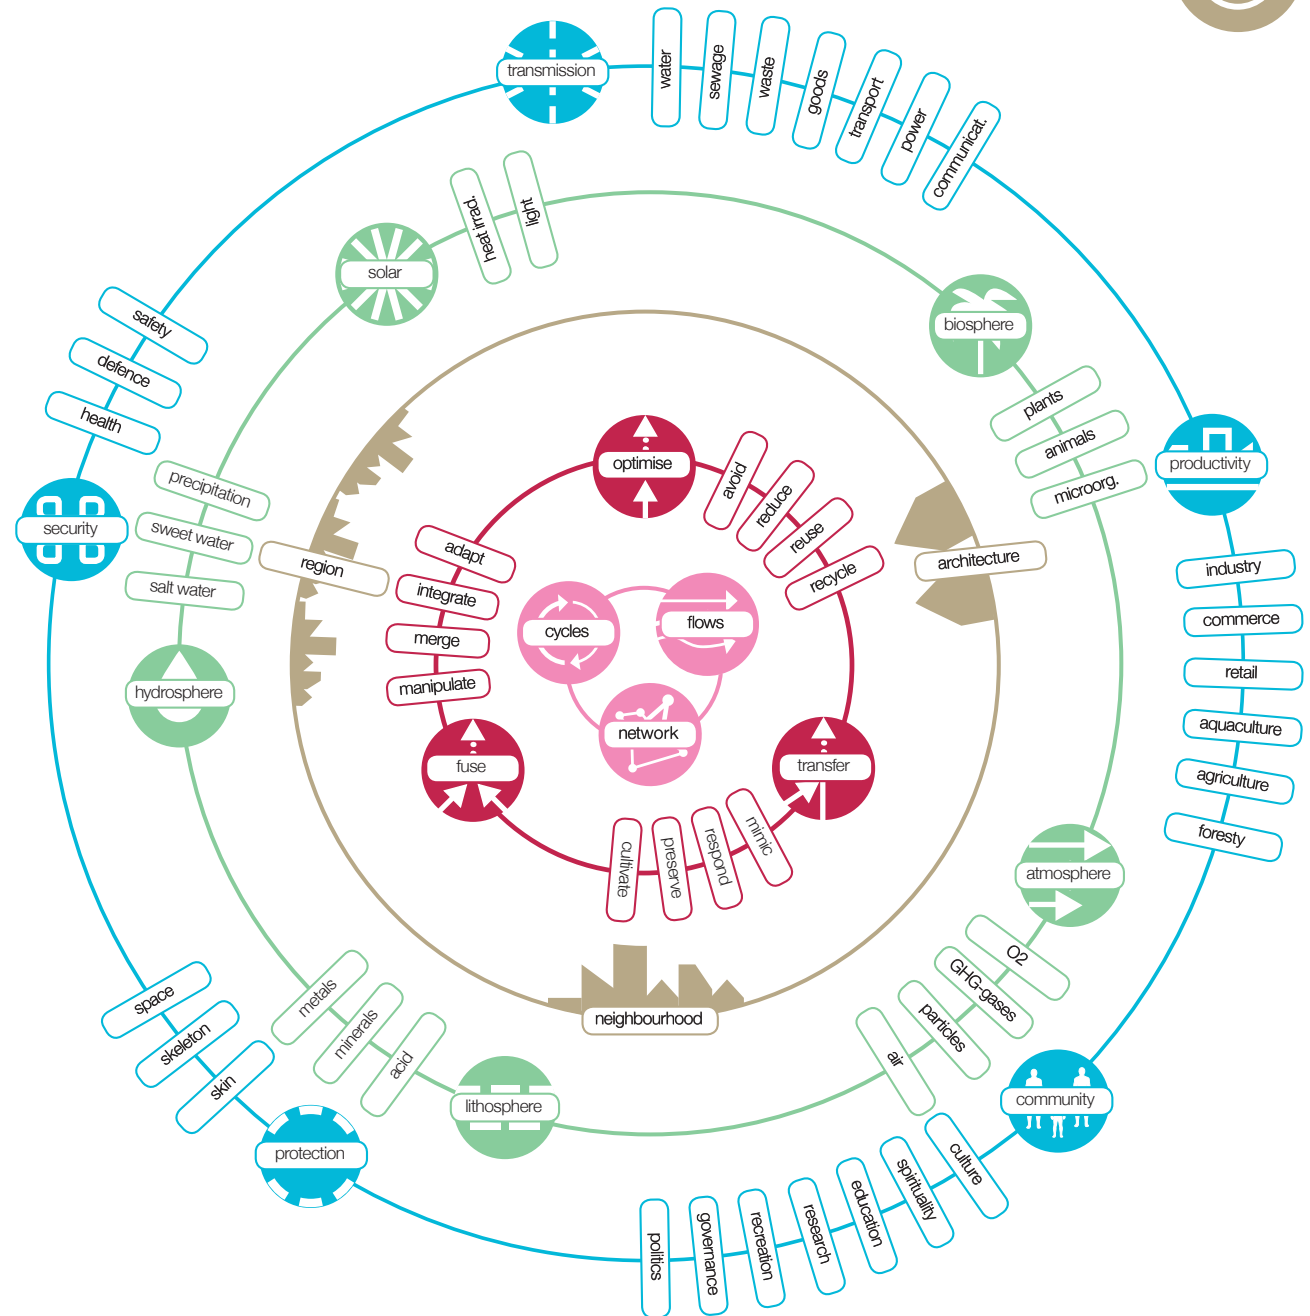 transmission
water
sewage
waste
goods
transport
power
communicat.
productivity
industry
commerce
retail
aquaculture
agriculture
foresty
community
culture
spirituality
education
research
recreation
governance
politics
protection
skin
skeleton
space
security
health
defence
safety
solar
heat irrad.
light
biosphere
plants
animals
microorg.
atmosphere
O2
GHG-gases
particles
air
lithosphere
acid
minerals
metals
hydrosphere
salt water
sweet water
precipitation
region
architecture
neighbourhood
optimise
avoid
reduce
reuse
recycle
transfer
mimic
respond
preserve
cultivate
fuse
manipulate
merge
integrate
adapt
cycles
flows
network